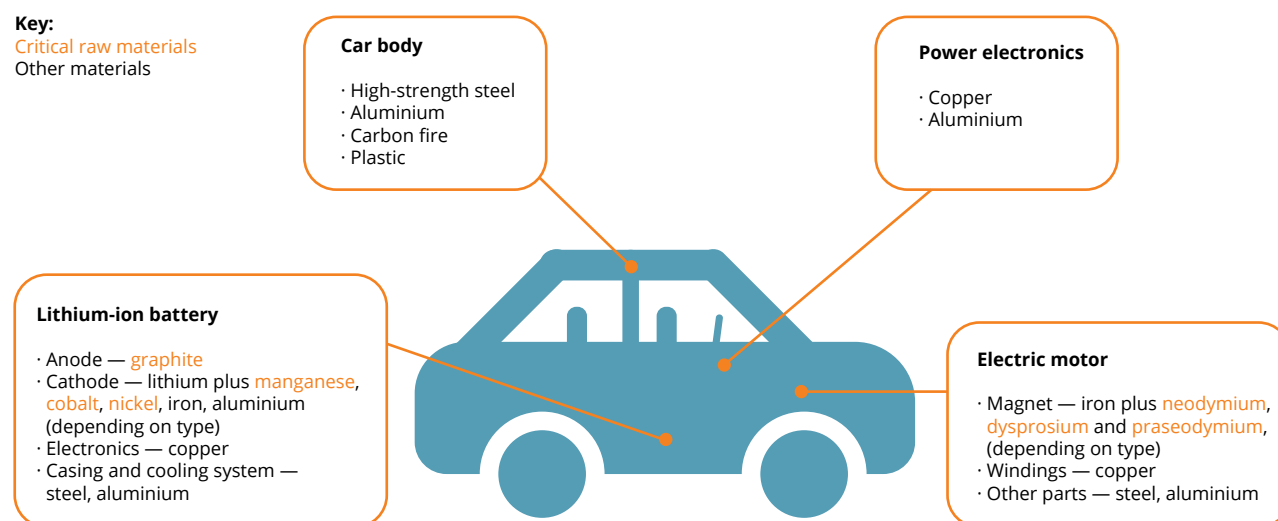 Key:
Critical raw materials
Other materials
Car body
· High-strength steel
· Aluminium
· Carbon fire
· Plastic
Power electronics
· Copper
· Aluminium
Lithium-ion battery
· Anode — graphite
· Cathode — lithium plus manganese,
cobalt, nickel, iron, aluminium
(depending on type)
· Electronics — copper
· Casing and cooling system —
steel, aluminium
Electric motor
· Magnet — iron plus neodymium,
dysprosium and praseodymium,
(depending on type)
· Windings — copper
· Other parts — steel, aluminium